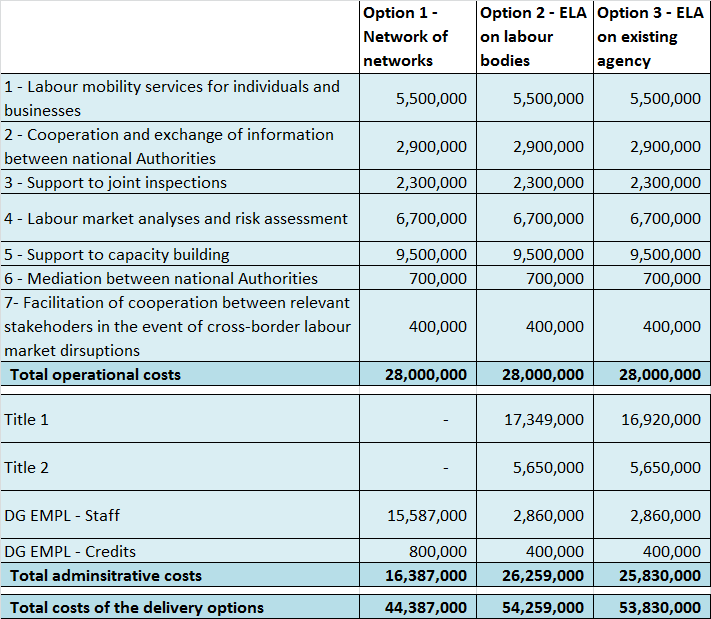 Option 1 - Network of networks
Option 2 - ELA on labour bodies
Option 3 - ELA on existing agency
1 - Labour mobility services for individuals and businesses 5,500,000 5,500,000 5,500,000
2 - Cooperation and exchange of information between national Authorities 2,900,000 2,900,000 2,900,000
3 - Support to joint inspections 2,300,000 2,300,000 2,300,000
4 - Labour market analyses and risk assessment 6,700,000 6,700,000 6,700,000
5 - Support to capacity building 9,500,000 9,500,000 9,500,000
6 - Mediation between national Authorities 700,000 700,000 700,000
7- Facilitation of cooperation between relevant stakehoders in the event of cross-border labour market dirsuptions 400,000 400,000 400,000
Total operational costs 28,000,000 28,000,000 28,000,000
Title 1 - 17,349,000 16,920,000
Title 2 - 5,650,000 5,650,000
DG EMPL - Staff 15,587,000 2,860,000 2,860,000
DG EMPL - Credits 800,000 400,000 400,000
Total adminsitrative costs 16,387,000 26,259,000 25,830,000
Total costs of the delivery options 44,387,000 54,259,000 53,830,000